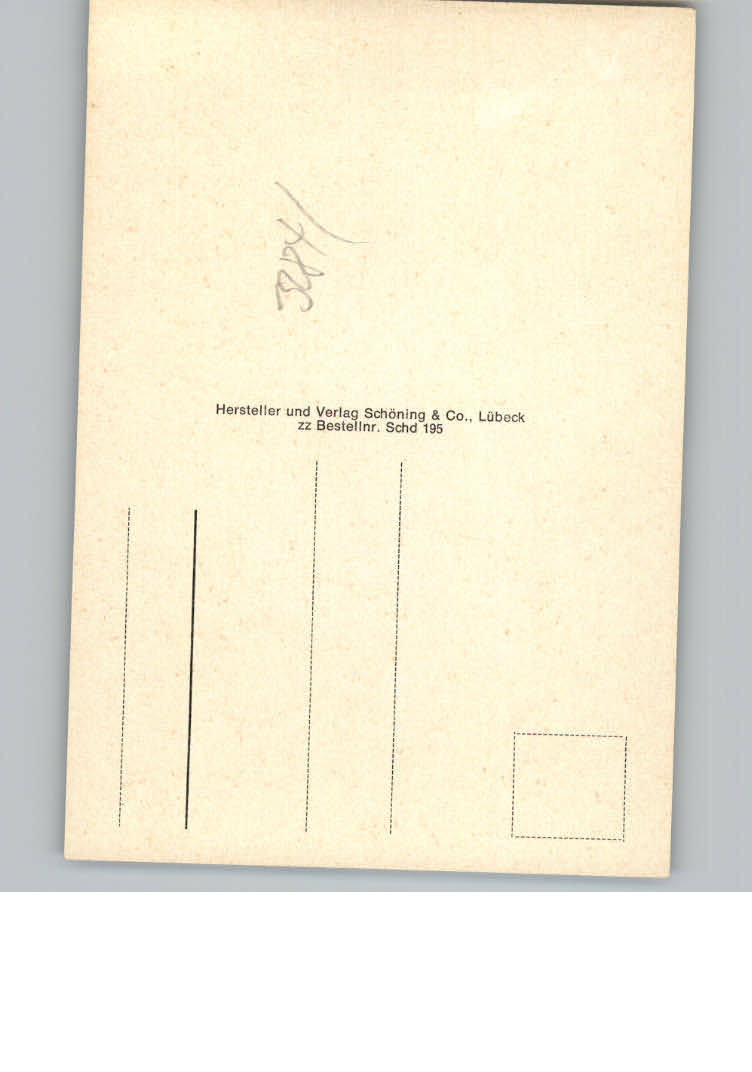 Hersteller und Verlag Schöning & Co., Lübeck
zz Bestellnr. Schd 195